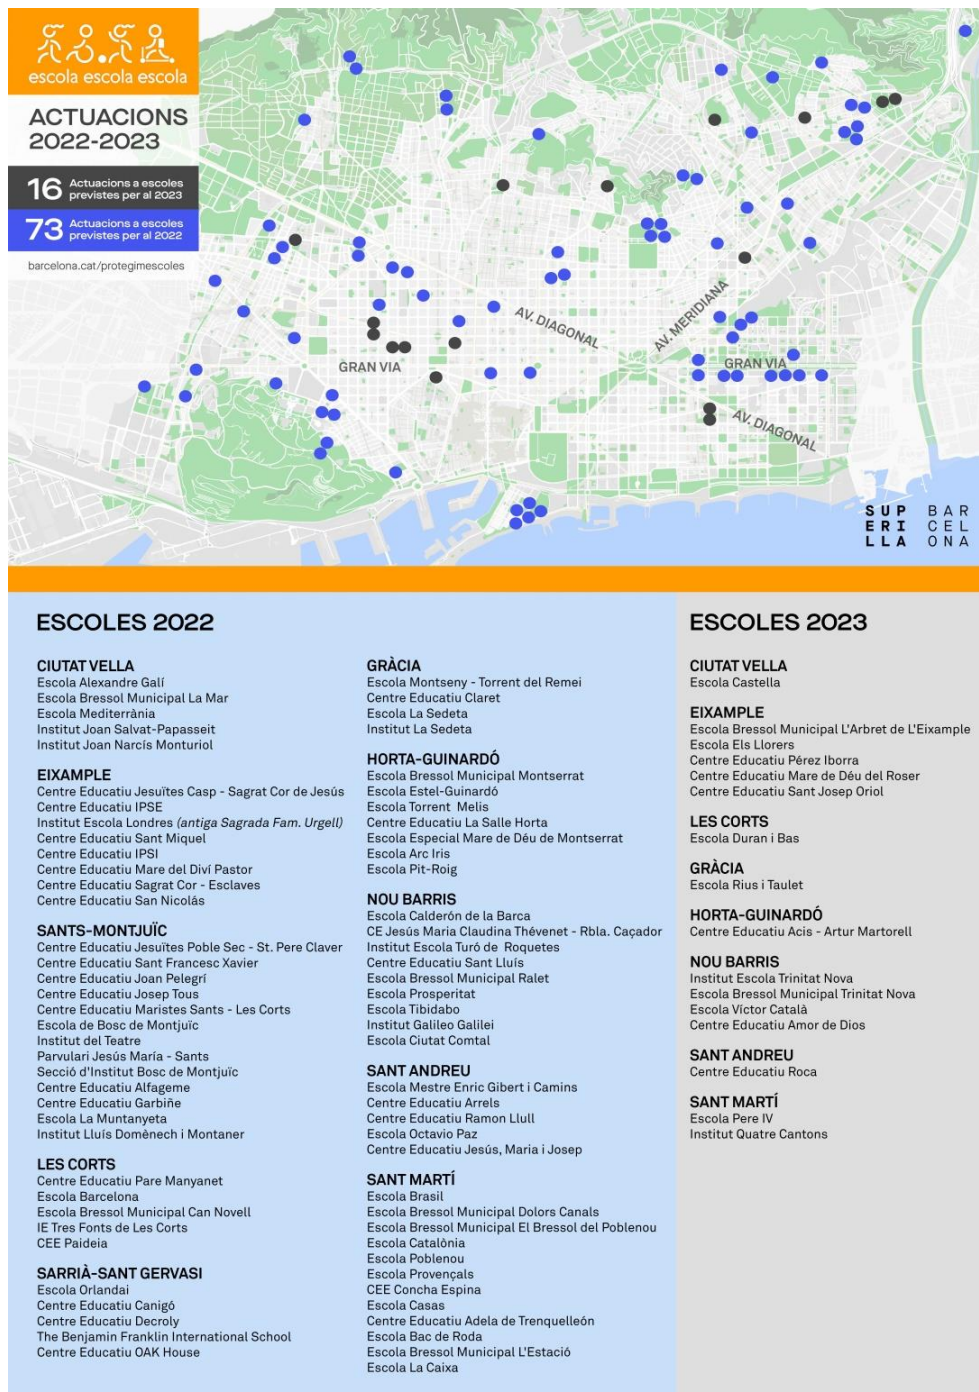 escola escola escola
ACTUACIONS
2022-2023
16 Actuacions a escoles
previstes per al 2023
73 Actuacions a escoles
previstes per al 2022
barcelona.cat/protegimescoles
AV. DIAGONAL
AV. MERIDIANA
GRAN VIA
GRAN VIA
AV. DIAGONAL
SUP BAR
ERI CEL
LLA ONA
ESCOLES 2022
CIUTAT VELLA
Escola Alexandre Galí
Escola Bressol Municipal La Mar
Escola Mediterrània
Institut Joan Salvat-Papasseit
Institut Joan Narcís Monturiol
EIXAMPLE
Centre Educatiu Jesuïtes Casp - Sagrat Cor de Jesús
Centre Educatiu IPSE
Institut Escola Londres (antiga Sagrada Fam. Urgell)
Centre Educatiu Sant Miquel
Centre Educatiu IPSI
Centre Educatiu Mare del Diví Pastor
Centre Educatiu Sagrat Cor - Esclaves
Centre Educatiu San Nicolás
SANTS-MONTJUÏC
Centre Educatiu Jesuïtes Poble Sec - St. Pere Claver
Centre Educatiu Sant Francesc Xavier
Centre Educatiu Joan Pelegrí
Centre Educatiu Josep Tous
Centre Educatiu Maristes Sants - Les Corts
Escola de Bosc de Montjuïc
Institut del Teatre
Parvulari Jesús María - Sants
Secció d'Institut Bosc de Montjuïc
Centre Educatiu Alfageme
Centre Educatiu Garbiñe
Escola La Muntanyeta
Institut Lluís Domènech i Montaner
LES CORTS
Centre Educatiu Pare Manyanet
Escola Barcelona
Escola Bressol Municipal Can Novell
IE Tres Fonts de Les Corts
CEE Paideia
SARRIÀ-SANT GERVASI
Escola Orlandai
Centre Educatiu Canigó
Centre Educatiu Decroly
The Benjamin Franklin International School
Centre Educatiu OAK House
GRÀCIA
Escola Montseny - Torrent del Remei
Centre Educatiu Claret
Escola La Sedeta
Institut La Sedeta
HORTA-GUINARDÓ
Escola Bressol Municipal Montserrat
Escola Estel-Guinardó
Escola Torrent Melis
Centre Educatiu La Salle Horta
Escola Especial Mare de Déu de Montserrat
Escola Arc Iris
Escola Pit-Roig
NOU BARRIS
Escola Calderón de la Barca
CE Jesús Maria Claudina Thévenet - Rbla. Caçador
Institut Escola Turó de Roquetes
Centre Educatiu Sant Lluís
Escola Bressol Municipal Ralet
Escola Prosperitat
Escola Tibidabo
Institut Galileo Galilei
Escola Ciutat Comtal
SANT ANDREU
Escola Mestre Enric Gibert i Camins
Centre Educatiu Arrels
Centre Educatiu Ramon Llull
Escola Octavio Paz
Centre Educatiu Jesús, Maria i Josep
SANT MARTÍ
Escola Brasil
Escola Bressol Municipal Dolors Canals
Escola Bressol Municipal El Bressol del Poblenou
Escola Catalònia
Escola Poblenou
Escola Provençals
CEE Concha Espina
Escola Casas
Centre Educatiu Adela de Trenquelleón
Escola Bac de Roda
Escola Bressol Municipal L'Estació
Escola La Caixa
ESCOLES 2023
CIUTAT VELLA
Escola Castella
EIXAMPLE
Escola Bressol Municipal L'Arbret de L'Eixample
Escola Els Llorers
Centre Educatiu Pérez Iborra
Centre Educatiu Mare de Déu del Roser
Centre Educatiu Sant Josep Oriol
LES CORTS
Escola Duran i Bas
GRÀCIA
Escola Rius i Taulet
HORTA-GUINARDÓ
Centre Educatiu Acis - Artur Martorell
NOU BARRIS
Institut Escola Trinitat Nova
Escola Bressol Municipal Trinitat Nova
Escola Víctor Català
Centre Educatiu Amor de Dios
SANT ANDREU
Centre Educatiu Roca
SANT MARTÍ
Escola Pere IV
Institut Quatre Cantons